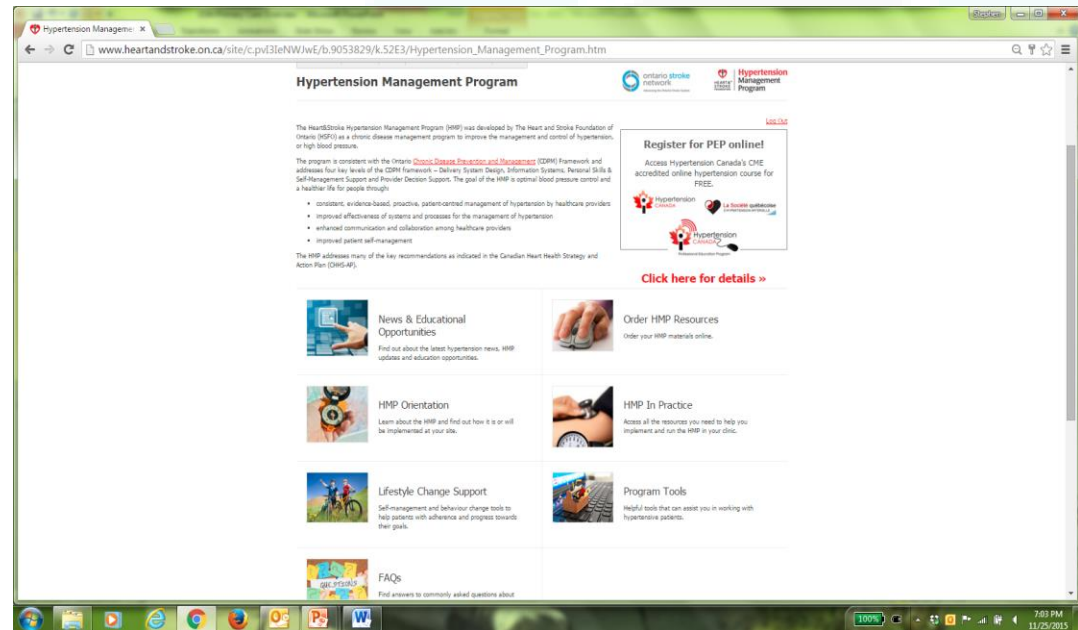 Stephen
Hypertension Manageme
www.heartandstroke.on.ca/site/c.pvI3IeNWJwE/b.9053829/k.52E3/Hypertension_Management_Program.htm
Hypertension Management Program
ontario stroke
network
Hypertension
Management
Program
Log Out
The Heart&Stroke Hypertension Management Program (HMP) was developed by The Heart and Stroke Foundation of
Ontario (HSFO) as a chronic disease management program to improve the management and control of hypertension,
or high blood pressure.
The program is consistent with the Ontario Chronic Disease Prevention and Management (CDPM) Framework and
addresses four key levels of the CDPM framework – Delivery System Design, Information Systems, Personal Skills &
Self-Management Support and Provider Decision Support. The goal of the HMP is optimal blood pressure control and
a healthier life for people through:
• consistent, evidence-based, proactive, patient-centred management of hypertension by healthcare providers
• improved effectiveness of systems and processes for the management of hypertension
• enhanced communication and collaboration among healthcare providers
• improved patient self-management
The HMP addresses many of the key recommendations as indicated in the Canadian Heart Health Strategy and
Action Plan (CHHS-AP).
Register for PEP online!
Access Hypertension Canada's CME
accredited online hypertension course for
FREE.
Hypertension
CANADA
La Société québécoise
Hypertension
CANADA
Professional Education Program
Click here for details »
News & Educational
Opportunities
Find out about the latest hypertension news, HMP
updates and education opportunities.
Order HMP Resources
Order your HMP materials online.
HMP Orientation
Learn about the HMP and find out how it is or will
be implemented at your site.
HMP In Practice
Access all the resources you need to help you
implement and run the HMP in your clinic.
Lifestyle Change Support
Self-management and behaviour change tools to
help patients with adherence and progress towards
their goals.
Program Tools
Helpful tools that can assist you in working with
hypertensive patients.
QUESTIONS
FAQs
Find answers to commonly asked questions about
100%
7:03 PM
11/25/2015